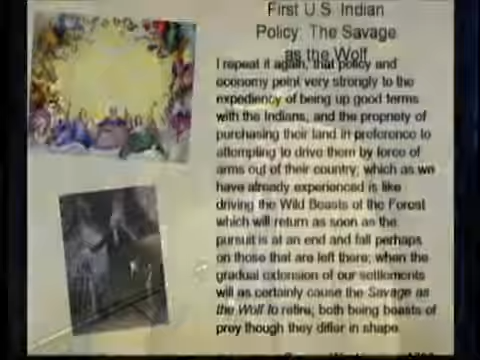 First U.S. Indian
Policy: The Savage
as the Wolf
I repeat it again, that policy and
economy point very strongly to the
expediency of being up good terms
with the Indians, and the propriety of
purchasing their land in preference to
attempting to drive them by force of
arms out of their country; which as we
have already experienced is like
driving the Wild Beasts of the Forest
which will return as soon as the
pursuit is at an end and fall perhaps
on those that are left there; when the
gradual extension of our settlements
will as certainly cause the Savage as
the Wolf to retire; both being beasts of
prey though they differ in shape.